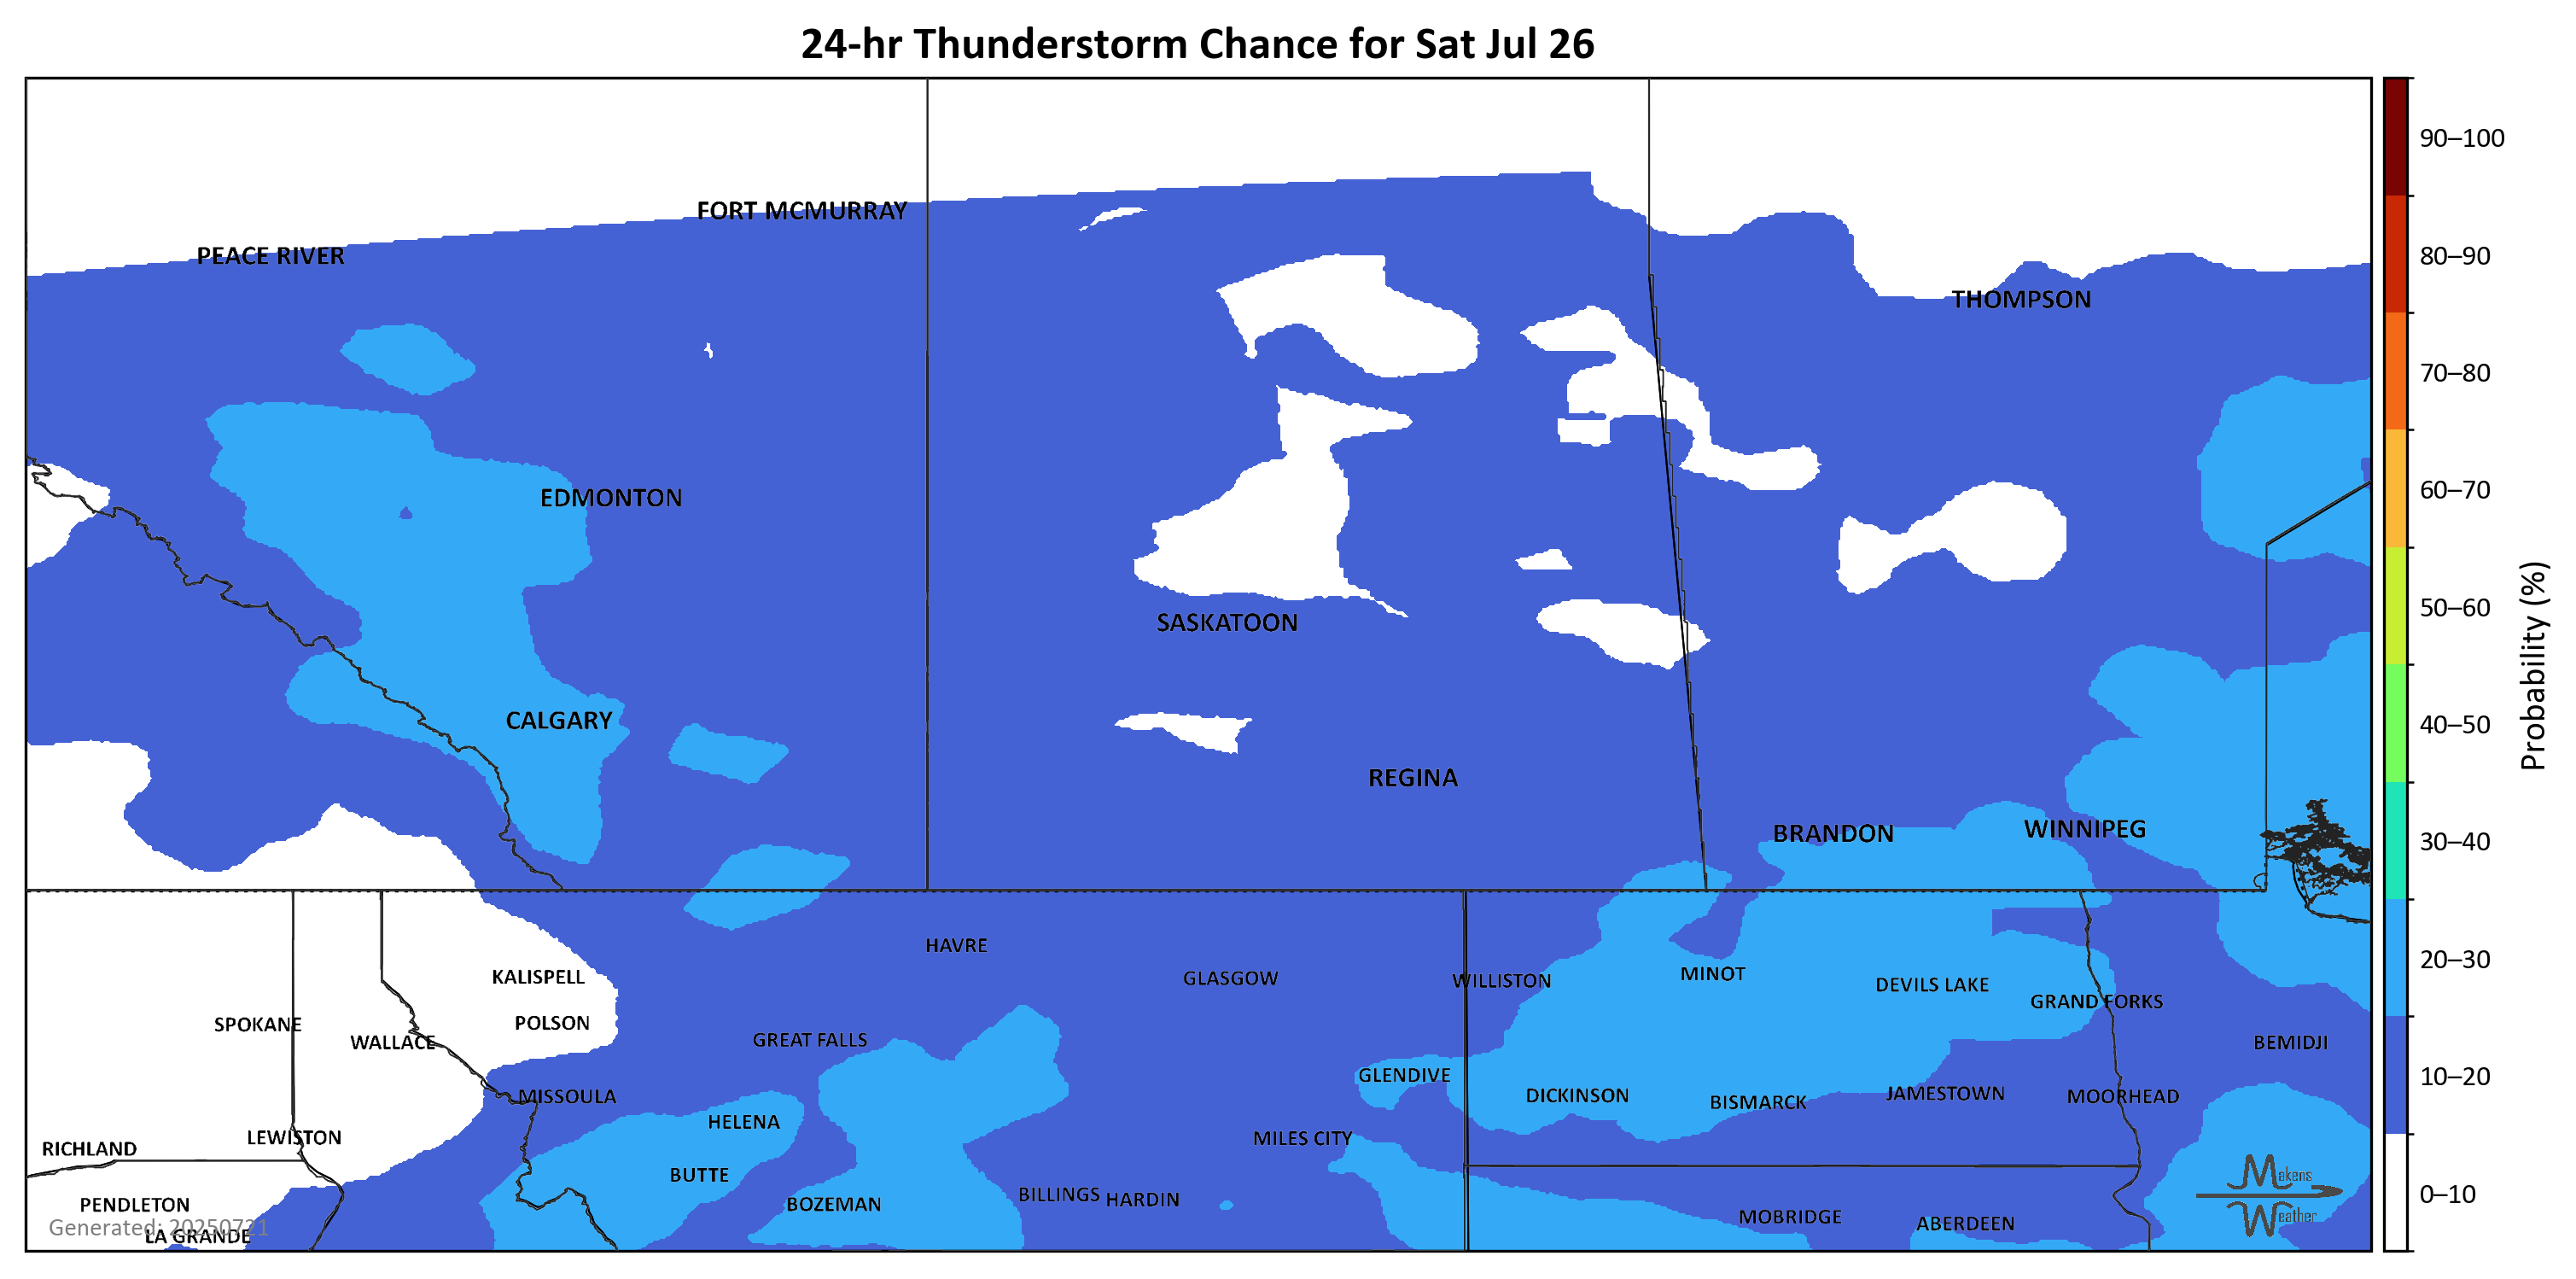 24-hr Thunderstorm Chance for Sat Jul 26
90–100
FORT MCMURRAY
PEACE RIVER
80–90
THOMPSON
70–80
60–70
EDMONTON
50–60
SASKATOON
Probability (%)
CALGARY
40–50
REGINA
BRANDON
WINNIPEG
30–40
HAVRE
20–30
KALISPELL
GLASGOW
WILLISTON
MINOT
DEVILS LAKE
GRAND FORKS
SPOKANE
POLSON
WALLACE
GREAT FALLS
BEMIDJI
GLENDIVE
10–20
MISSOULA
DICKINSON
BISMARCK
JAMESTOWN
MOORHEAD
HELENA
LEWISTON
MILES CITY
RICHLAND
BUTTE
Makens
Weather
0–10
PENDLETON
BOZEMAN
BILLINGS
HARDIN
MOBRIDGE
ABERDEEN
Generated: 20250721
LA GRANDE